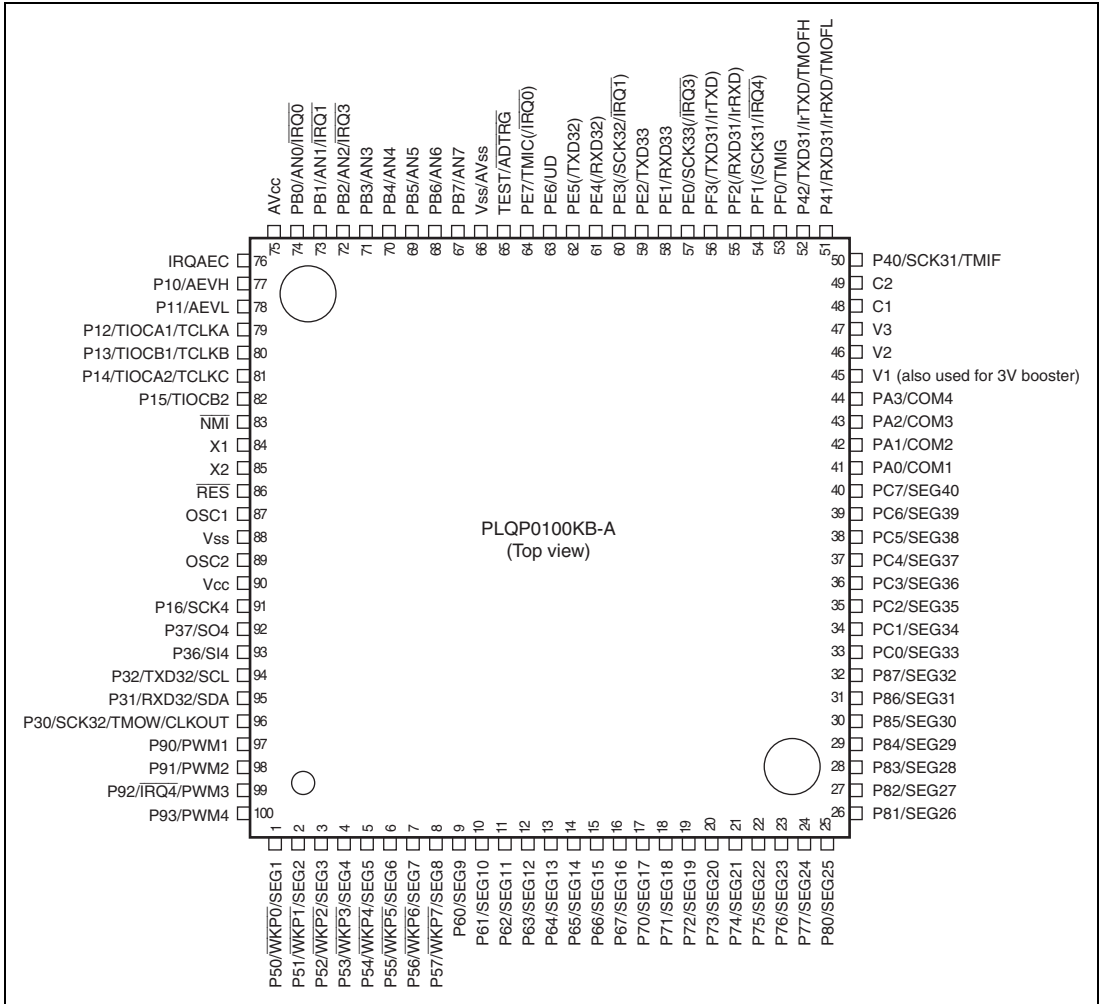 AVcc
PB0/AN0/IRQ0
PB1/AN1/IRQ1
PB2/AN2/IRQ3
PB3/AN3
PB4/AN4
PB5/AN5
PB6/AN6
PB7/AN7
Vss/AVss
TEST/ADTRG
PE7/TMIC(/IRQ0)
PE6/UD
PE5(/TXD32)
PE4(/RXD32)
PE3(/SCK32/IRQ1)
PE2/TXD33
PE1/RXD33
PE0/SCK33(/IRQ3)
PF3(/TXD31/IrTXD)
PF2(/RXD31/IrRXD)
PF1(/SCK31/IRQ4)
PF0/TMIG
P42/TXD31/IrTXD/TMOFH
P41/RXD31/IrRXD/TMOFL
75 74 73 72 71 70 69 68 67 66 65 64 63 62 61 60 59 58 57 56 55 54 53 52 51
IRQAEC 76
P10/AEVH 77
P11/AEVL 78
P12/TIOCA1/TCLKA 79
P13/TIOCB1/TCLKB 80
P14/TIOCA2/TCLKC 81
P15/TIOCB2 82
NMI 83
X1 84
X2 85
RES 86
OSC1 87
Vss 88
OSC2 89
Vcc 90
P16/SCK4 91
P37/SO4 92
P36/SI4 93
P32/TXD32/SCL 94
P31/RXD32/SDA 95
P30/SCK32/TMOW/CLKOUT 96
P90/PWM1 97
P91/PWM2 98
P92/IRQ4/PWM3 99
P93/PWM4 100
PLQP0100KB-A
(Top view)
50 P40/SCK31/TMIF
49 C2
48 C1
47 V3
46 V2
45 V1 (also used for 3V booster)
44 PA3/COM4
43 PA2/COM3
42 PA1/COM2
41 PA0/COM1
40 PC7/SEG40
39 PC6/SEG39
38 PC5/SEG38
37 PC4/SEG37
36 PC3/SEG36
35 PC2/SEG35
34 PC1/SEG34
33 PC0/SEG33
32 P87/SEG32
31 P86/SEG31
30 P85/SEG30
29 P84/SEG29
28 P83/SEG28
27 P82/SEG27
26 P81/SEG26
1 2 3 4 5 6 7 8 9 10 11 12 13 14 15 16 17 18 19 20 21 22 23 24 25
P50/WKP0/SEG1
P51/WKP1/SEG2
P52/WKP2/SEG3
P53/WKP3/SEG4
P54/WKP4/SEG5
P55/WKP5/SEG6
P56/WKP6/SEG7
P57/WKP7/SEG8
P60/SEG9
P61/SEG10
P62/SEG11
P63/SEG12
P64/SEG13
P65/SEG14
P66/SEG15
P67/SEG16
P70/SEG17
P71/SEG18
P72/SEG19
P73/SEG20
P74/SEG21
P75/SEG22
P76/SEG23
P77/SEG24
P80/SEG25